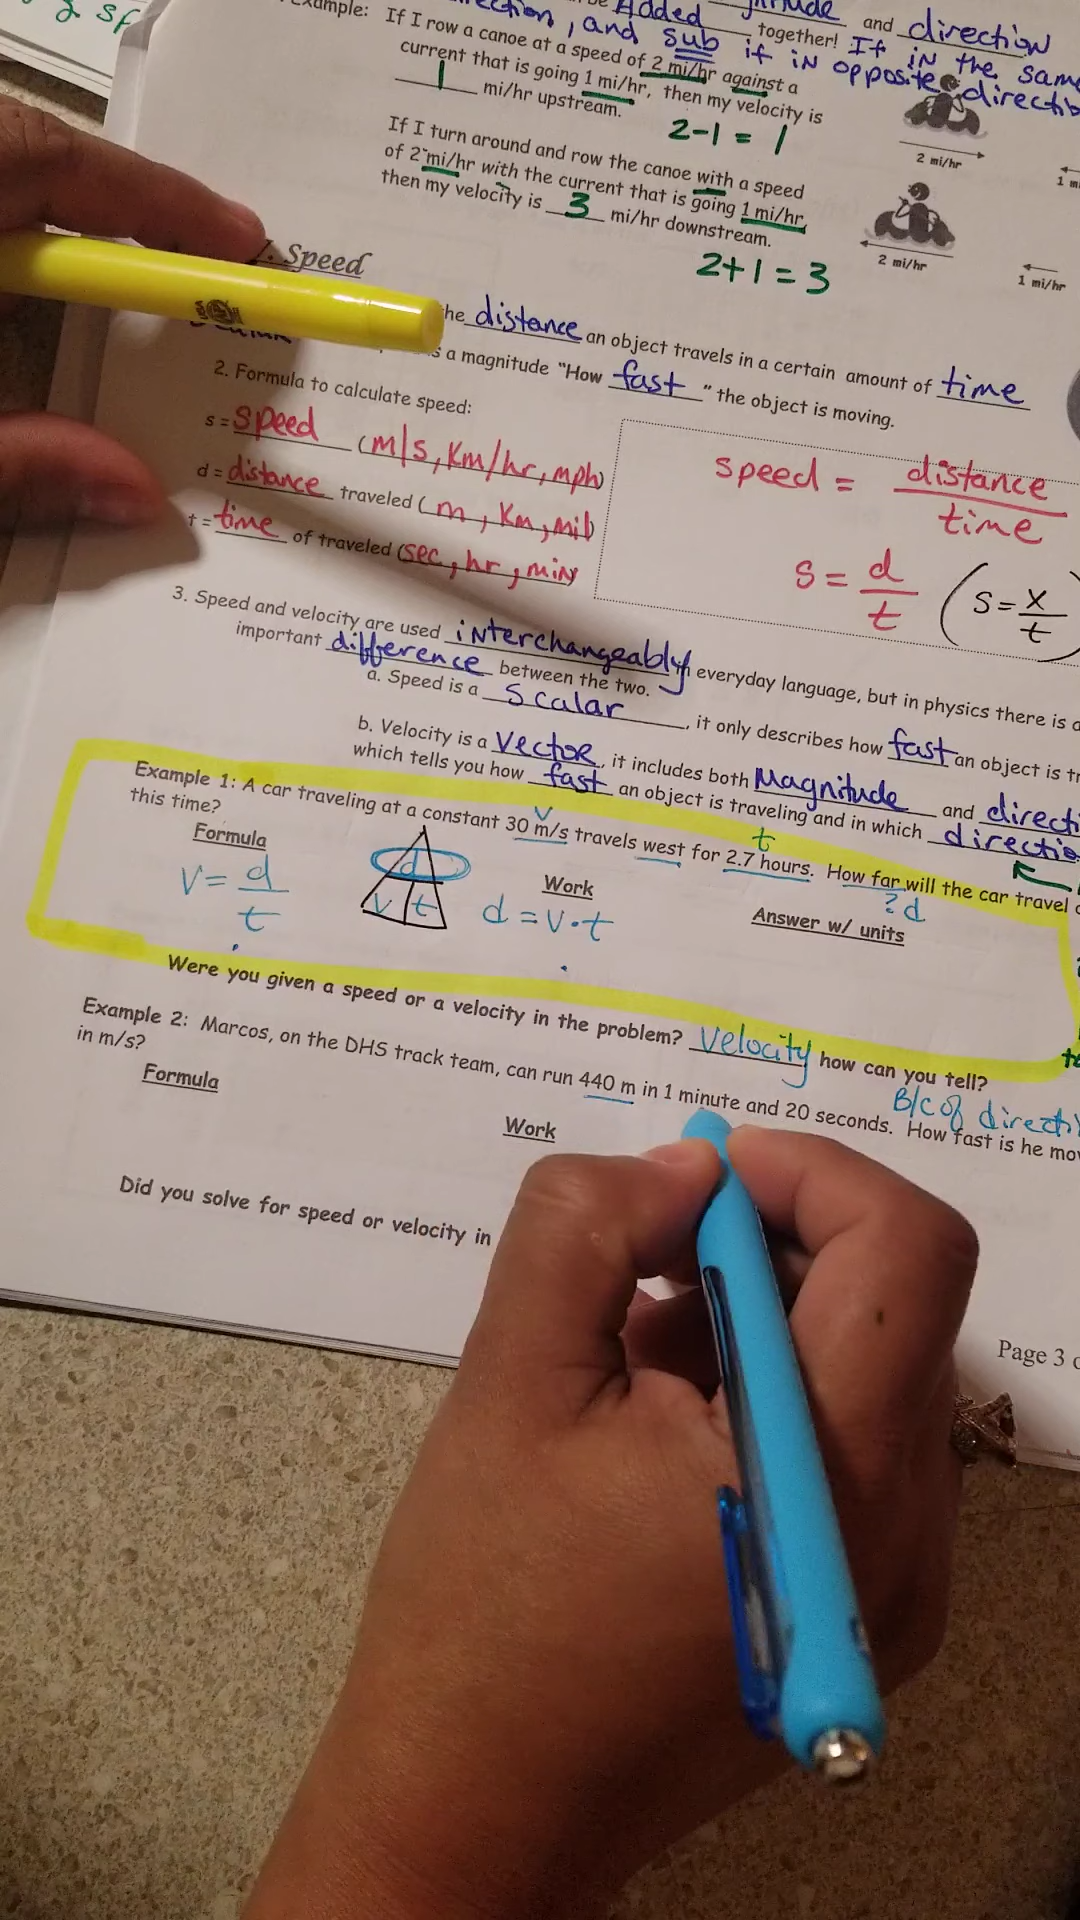 Added and direction
direction, and sub together! If in the same
if in opposite directio
Example: If I row a canoe at a speed of 2 mi/hr against a
current that is going 1 mi/hr, then my velocity is
1 mi/hr upstream.
2-1 = 1
2 mi/hr
If I turn around and row the canoe with a speed
of 2 mi/hr with the current that is going 1 mi/hr,
then my velocity is 3 mi/hr downstream.
2+1=3
2 mi/hr
1 mi/hr
Speed
the distance an object travels in a certain amount of time
a magnitude "How fast" the object is moving.
2. Formula to calculate speed:
s = speed (m/s, Km/hr, mph)
d = distance traveled (m, Km, mil)
t = time of traveled (sec, hr, min)
speed = distance
time
s = d
t
(s = x
t)
3. Speed and velocity are used interchangeably everyday language, but in physics there is
important difference between the two.
a. Speed is a scalar, it only describes how fast an object is
b. Velocity is a Vector, it includes both Magnitude and directi
which tells you how fast an object is traveling and in which directio
Example 1: A car traveling at a constant 30 m/s travels west for 2.7 hours. How far will the car travel
this time?
v
t
? d
Formula
Work
Answer w/ units
V = d
t
d
v t
d = v·t
Were you given a speed or a velocity in the problem? Velocity how can you tell?
B/C of directi
Example 2: Marcos, on the DHS track team, can run 440 m in 1 minute and 20 seconds. How fast is he mo
in m/s?
Formula
Work
Did you solve for speed or velocity in
Page 3